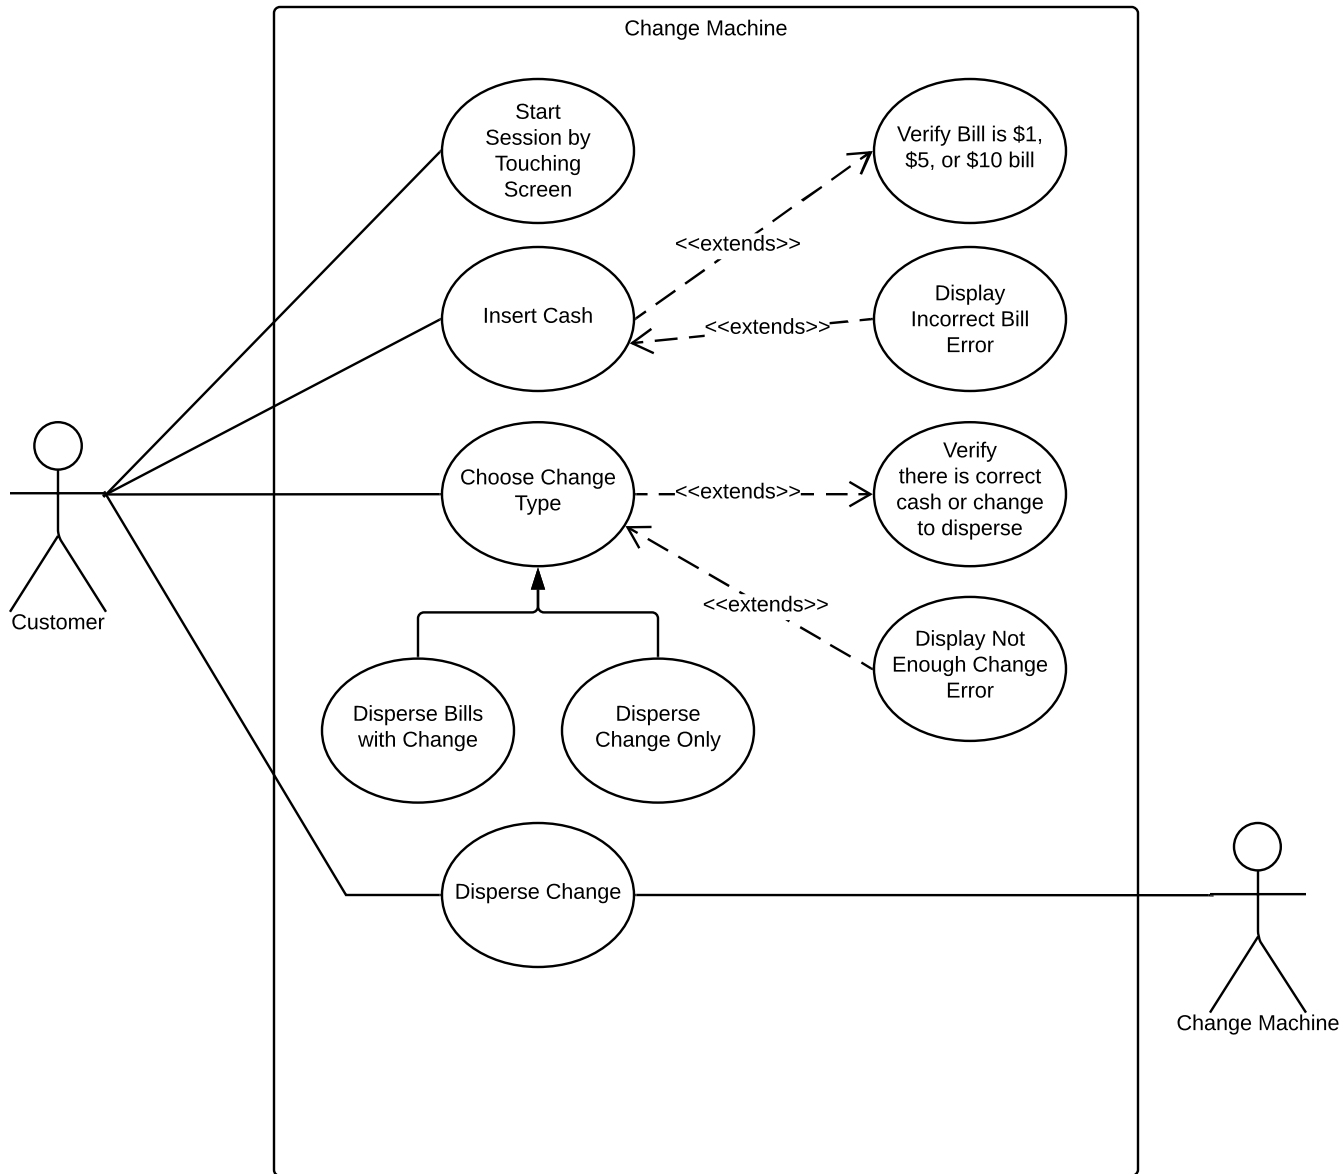 Change Machine
Start
Session by
Touching
Screen
Verify Bill is $1,
$5, or $10 bill
<<extends>>
Insert Cash
<<extends>>
Display
Incorrect Bill
Error
Choose Change
Type
<<extends>>
Verify
there is correct
cash or change
to disperse
Customer
<<extends>>
Display Not
Enough Change
Error
Disperse Bills
with Change
Disperse
Change Only
Disperse Change
Change Machine